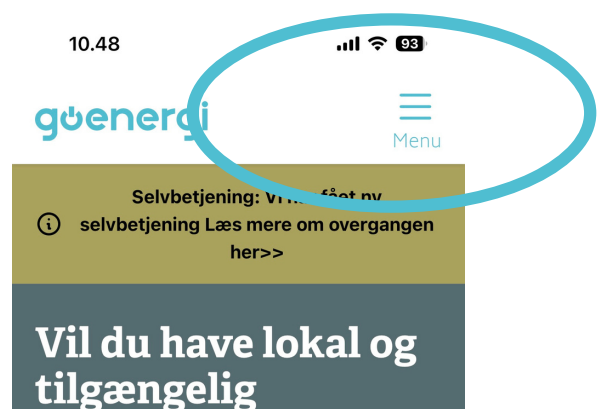 10.48
93
goenergi
Menu
Selvbetjening: Vi har fået ny
selvbetjening Læs mere om overgangen
her>>
Vil du have lokal og
tilgængelig